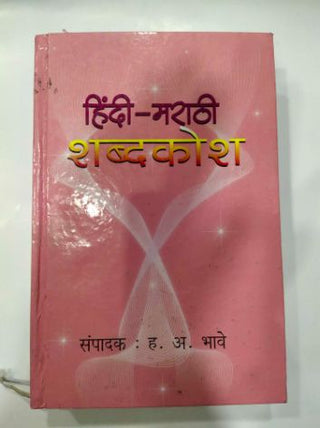 हिंदी-मराठी
शब्दकोश
संपादक : ह. अ. भावे